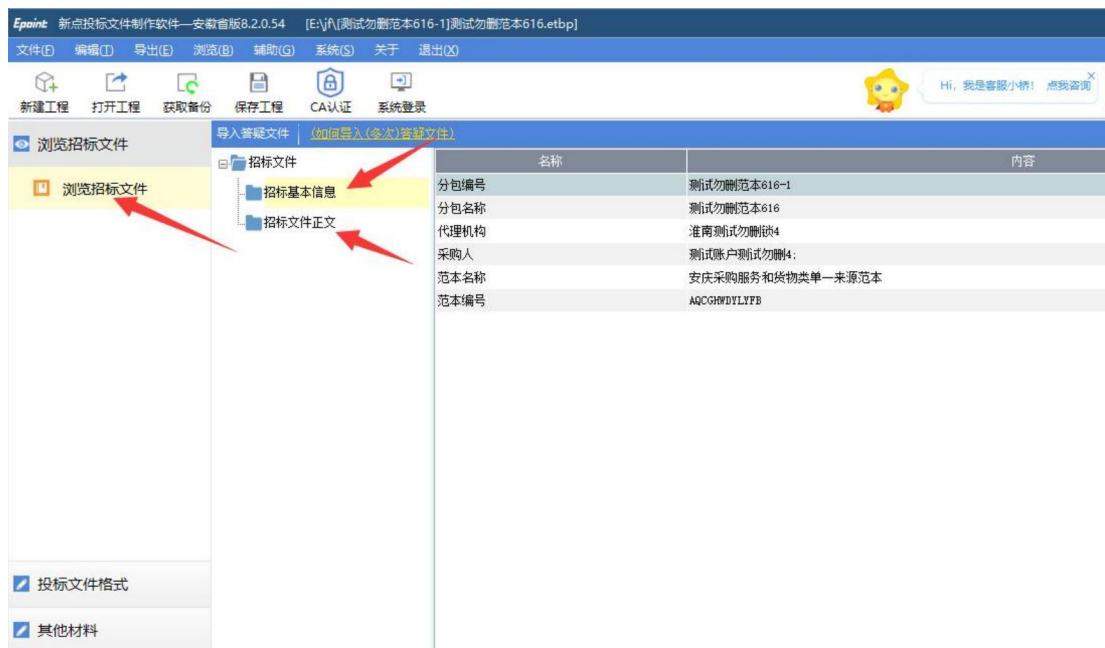 Epoint 新点投标文件制作软件—安徽省版8.2.0.54 [E:\jf\[测试勿删范本616-1]测试勿删范本616.etbp]
文件(F) 编辑(I) 导出(E) 浏览(B) 辅助(G) 系统(S) 关于 退出(X)
新建工程 打开工程 获取备份 保存工程 CA认证 系统登录
Hi, 我是客服小桥! 点我咨询
浏览招标文件
浏览招标文件
导入答疑文件 (如何导入(多次)答疑文件)
招标文件
招标基本信息
招标文件正文
名称 内容
分包编号 测试勿删范本616-1
分包名称 测试勿删范本616
代理机构 淮南测试勿删锁4
采购人 测试账户测试勿删4;
范本名称 安庆采购服务和货物类单一来源范本
范本编号 AQCGHWDYLYFB
投标文件格式
其他材料